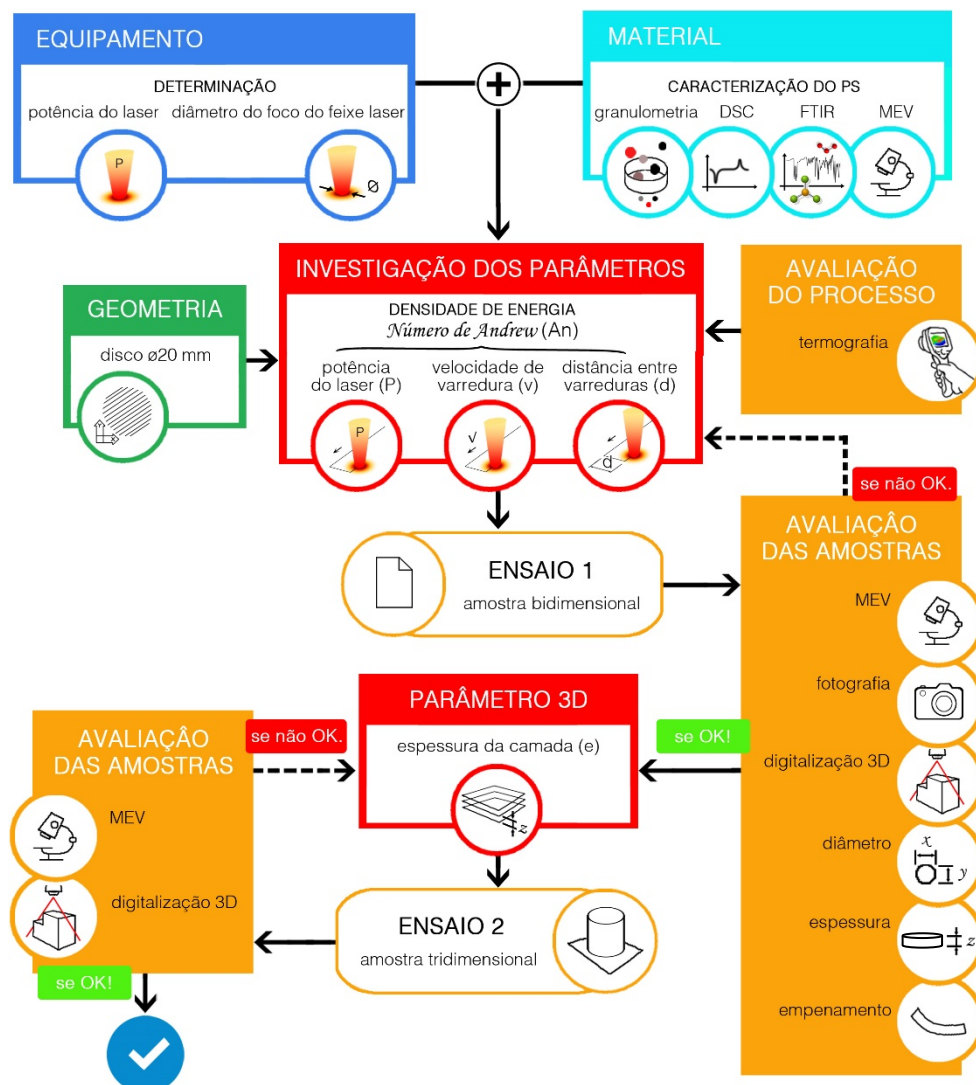 EQUIPAMENTO
DETERMINAÇÃO
potência do laser diâmetro do foco do feixe laser
P
Ø
MATERIAL
CARACTERIZAÇÃO DO PS
granulometria DSC FTIR MEV
INVESTIGAÇÃO DOS PARÂMETROS
DENSIDADE DE ENERGIA
Número de Andrew (An)
potência do laser (P)
velocidade de varredura (v)
distância entre varreduras (d)
P
v
d
GEOMETRIA
disco ø20 mm
AVALIAÇÃO
DO PROCESSO
termografia
se não OK.
ENSAIO 1
amostra bidimensional
AVALIAÇÂO
DAS AMOSTRAS
MEV
fotografia
digitalização 3D
diâmetro
x
y
espessura
z
empenamento
se OK!
PARÂMETRO 3D
espessura da camada (e)
z
AVALIAÇÂO
DAS AMOSTRAS
se não OK.
MEV
digitalização 3D
se OK!
ENSAIO 2
amostra tridimensional